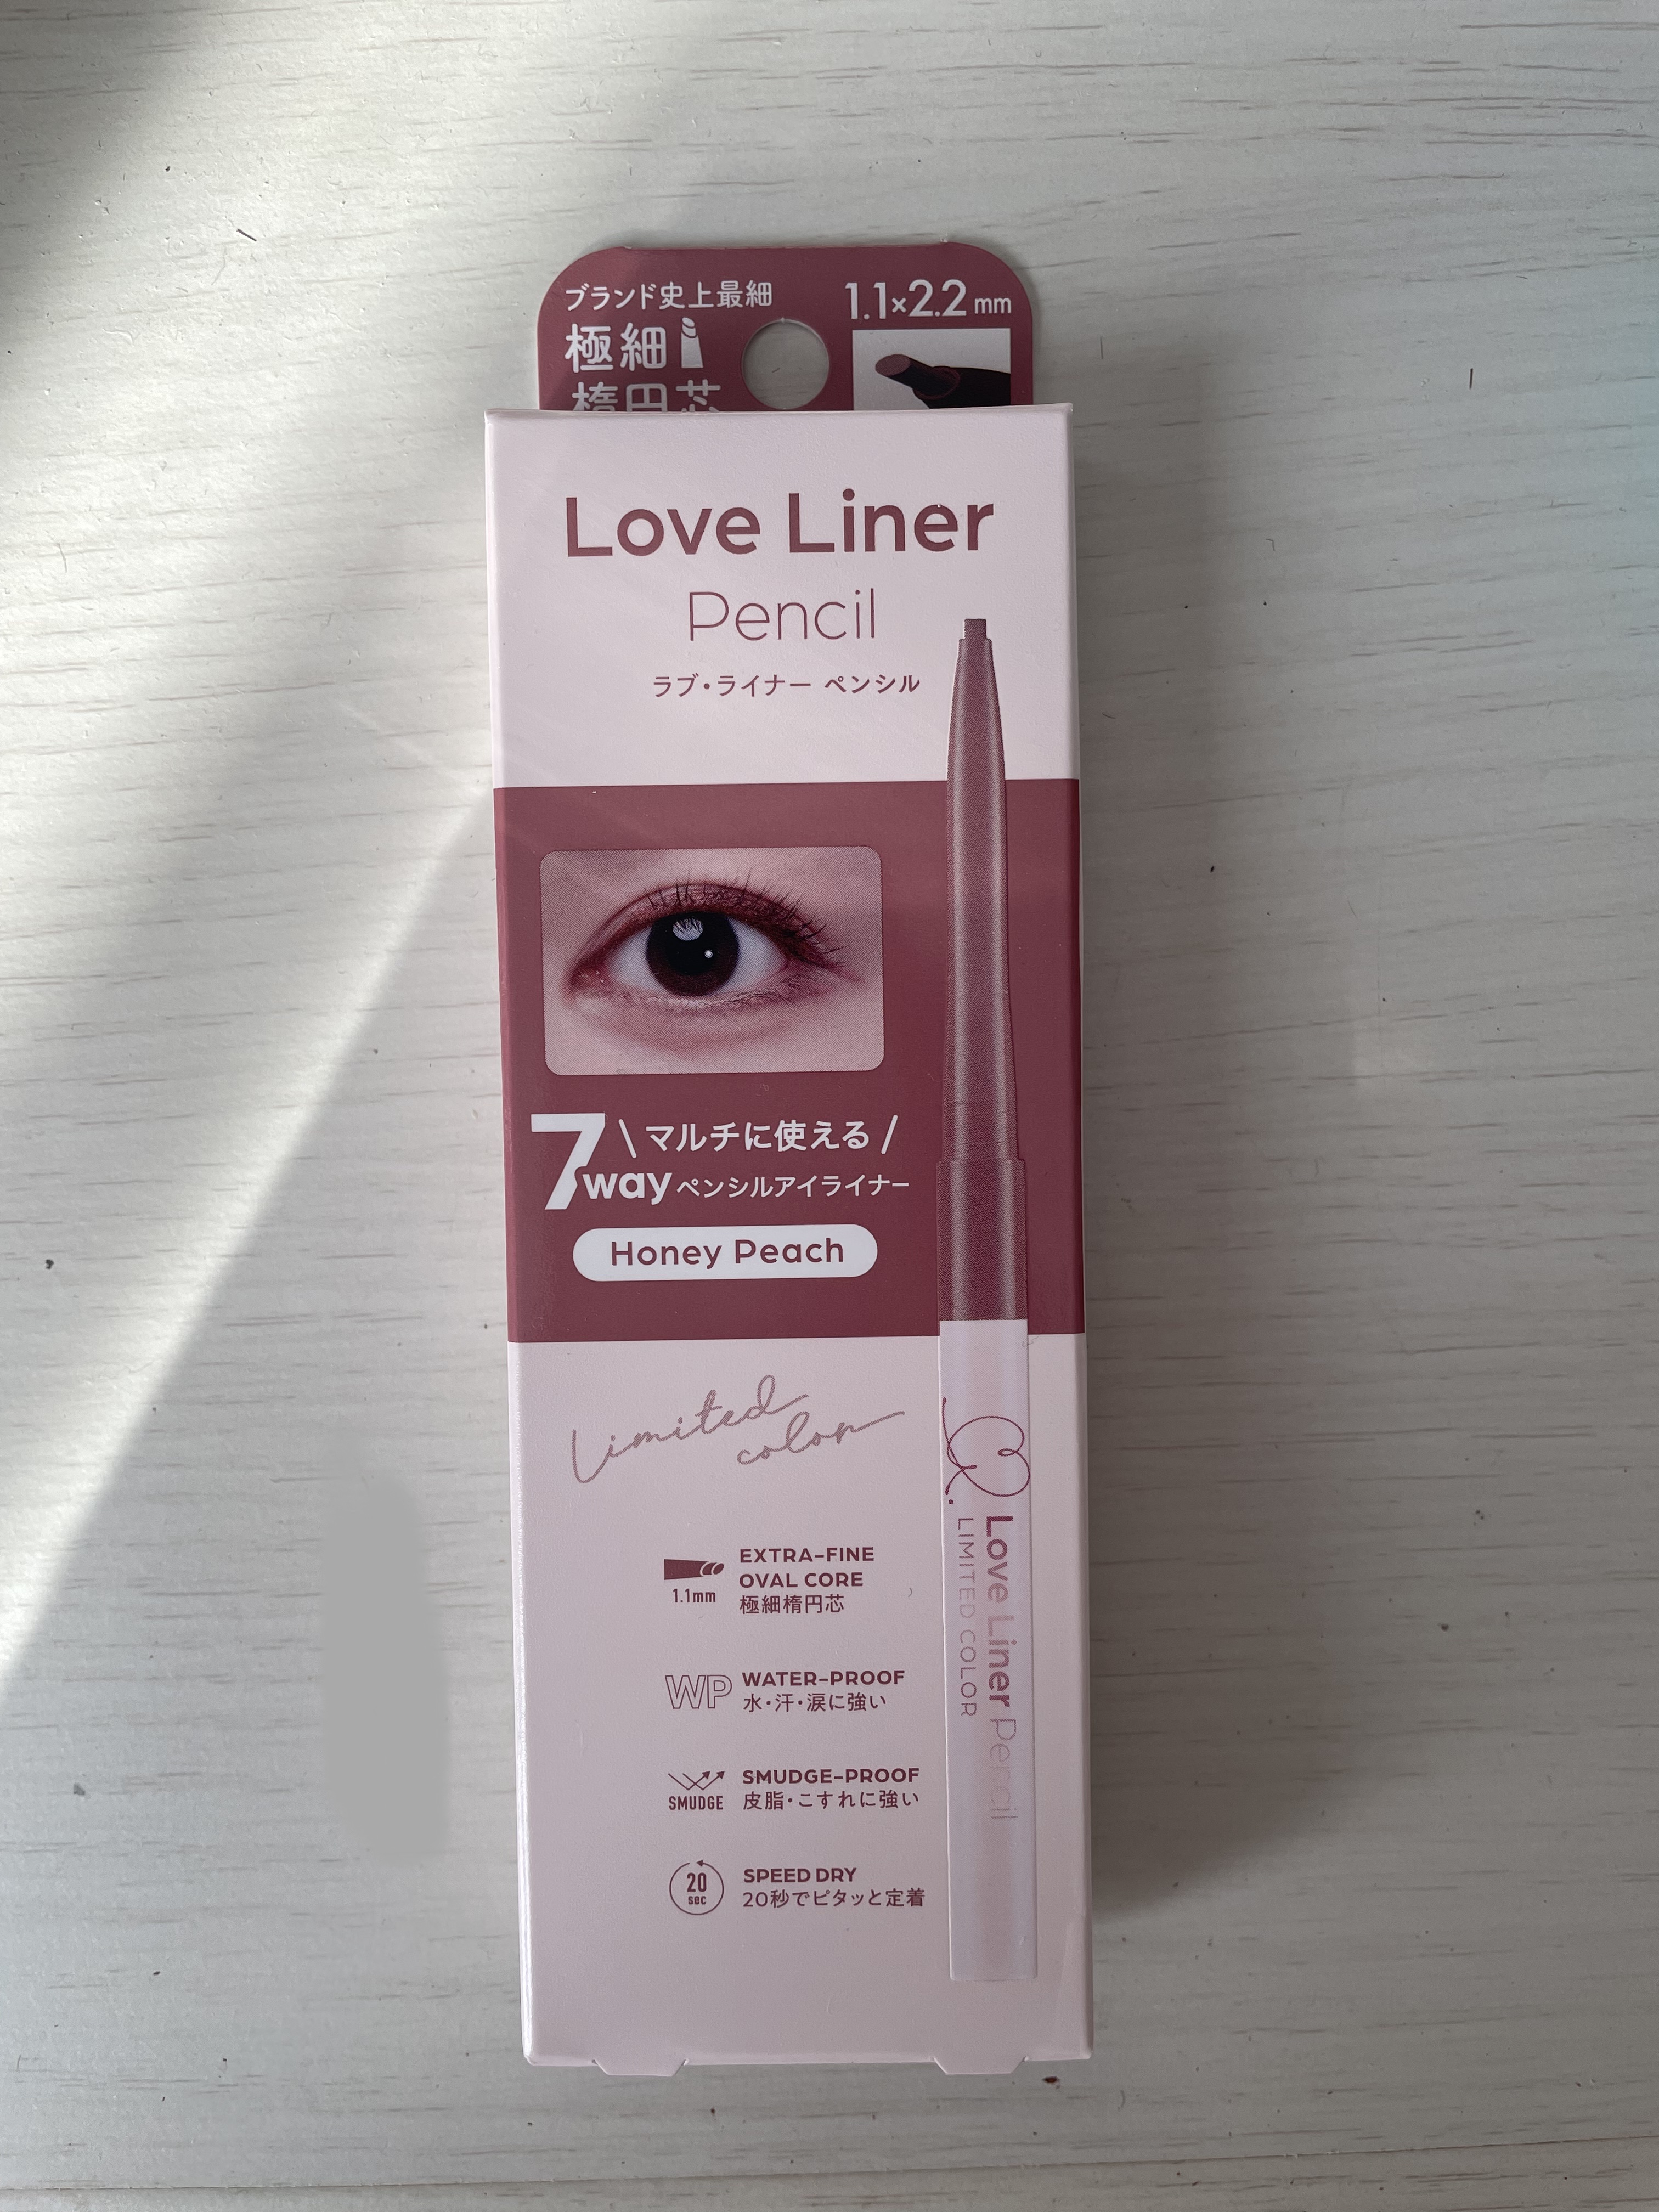 ブランド史上最細
極細
楕円芯
1.1×2.2mm
Love Liner
Pencil
ラブ・ライナー ペンシル
7way
\ マルチに使える /
ペンシルアイライナー
Honey Peach
Limited
color
1.1mm
EXTRA-FINE
OVAL CORE
極細楕円芯
WP
WATER-PROOF
水・汗・涙に強い
SMUDGE
SMUDGE-PROOF
皮脂・こすれに強い
20
sec
SPEED DRY
20秒でピタッと定着
Love Liner Pencil
LIMITED COLOR